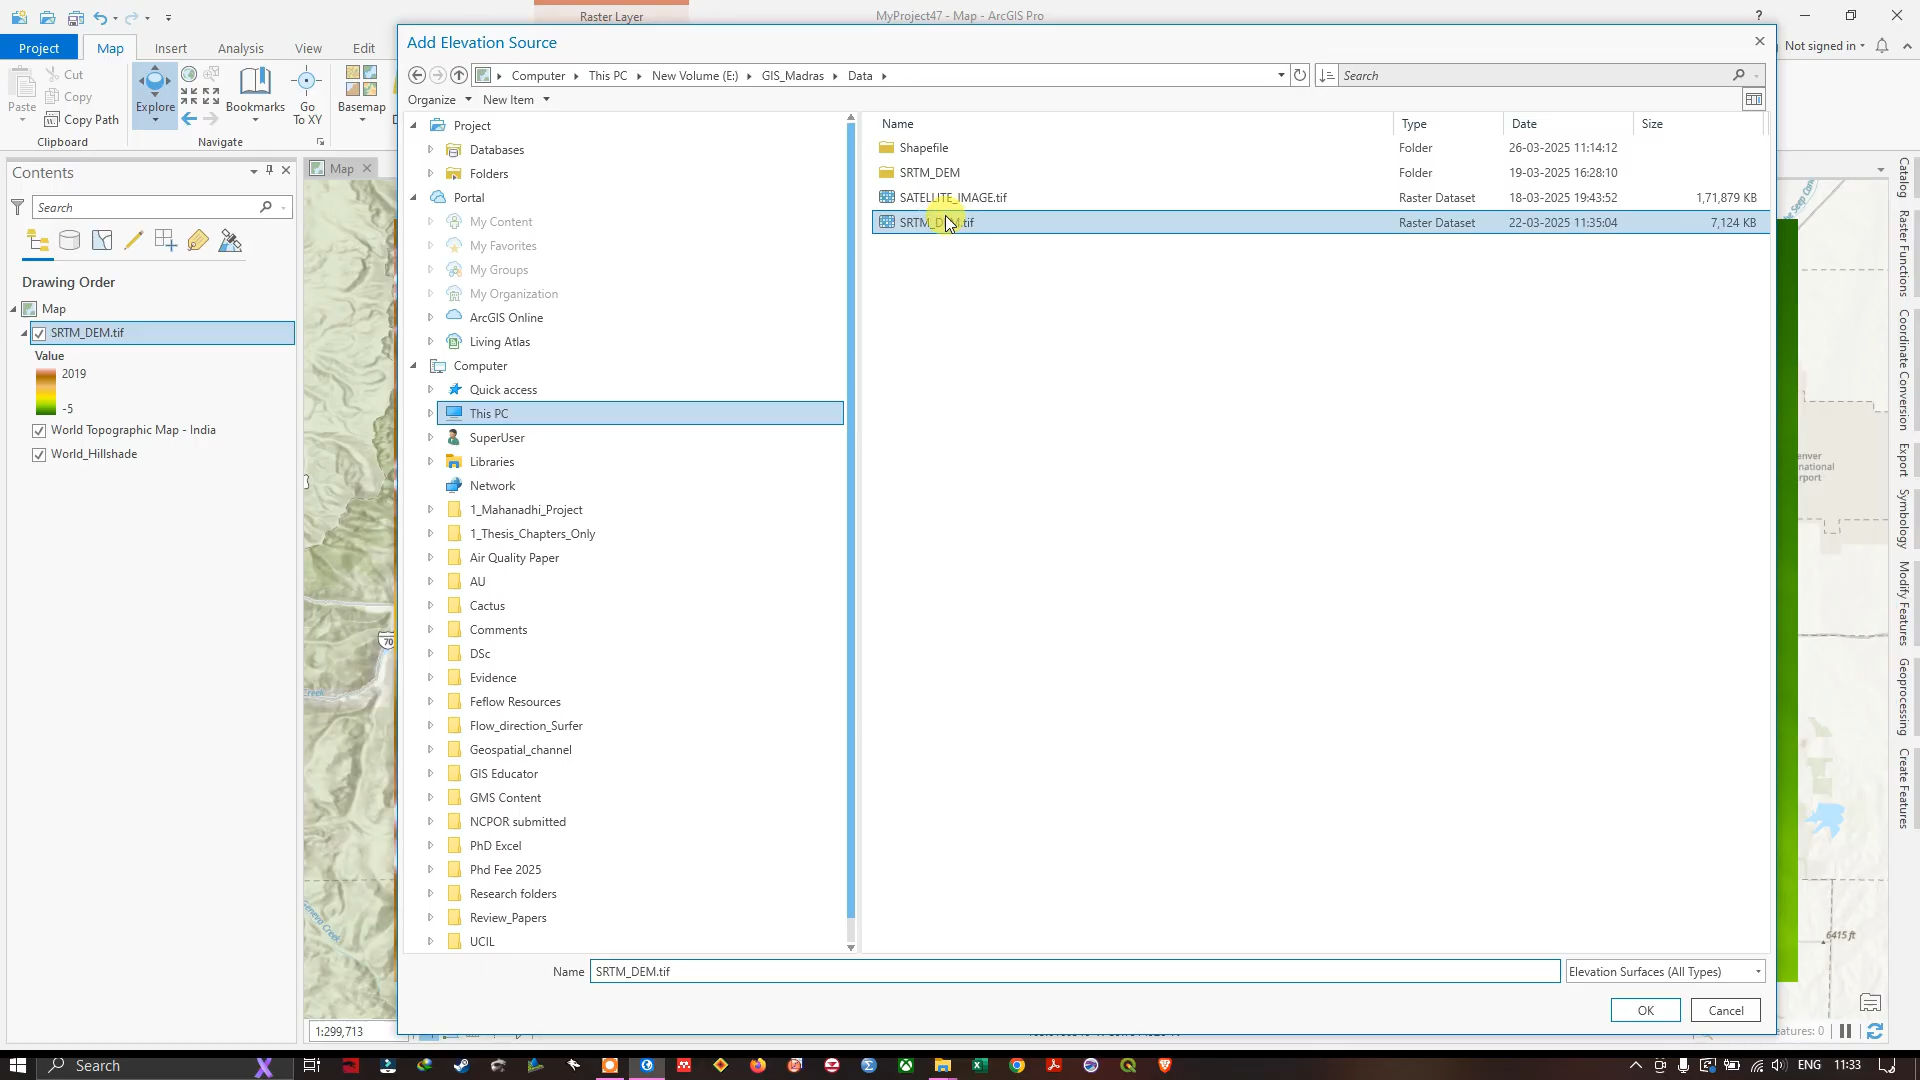 Raster Layer
MyProject47 - Map - ArcGIS Pro
?
Project
Map
Insert
Analysis
View
Edit
Not signed in
Paste
Cut
Copy
Copy Path
Clipboard
Explore
Bookmarks
Go
To XY
Navigate
Basemap
Contents
Search
Drawing Order
Map
SRTM_DEM.tif
Value
2019
-5
World Topographic Map - India
World_Hillshade
Map
70
1:299,713
Add Elevation Source
Computer
This PC
New Volume (E:)
GIS_Madras
Data
Search
Organize
New Item
Project
Databases
Folders
Portal
My Content
My Favorites
My Groups
My Organization
ArcGIS Online
Living Atlas
Computer
Quick access
This PC
SuperUser
Libraries
Network
1_Mahanadhi_Project
1_Thesis_Chapters_Only
Air Quality Paper
AU
Cactus
Comments
DSc
Evidence
Feflow Resources
Flow_direction_Surfer
Geospatial_channel
GIS Educator
GMS Content
NCPOR submitted
PhD Excel
Phd Fee 2025
Research folders
Review_Papers
UCIL
Name Type Date Size
Shapefile Folder 26-03-2025 11:14:12
SRTM_DEM Folder 19-03-2025 16:28:10
SATELLITE_IMAGE.tif Raster Dataset 18-03-2025 19:43:52 1,71,879 KB
SRTM_DEM.tif Raster Dataset 22-03-2025 11:35:04 7,124 KB
Name SRTM_DEM.tif
Elevation Surfaces (All Types)
OK
Cancel
6415 ft
Catalog
Raster Functions
Coordinate Conversion
Export
Symbology
Modify Features
Geoprocessing
Create Features
Search
ENG
11:33